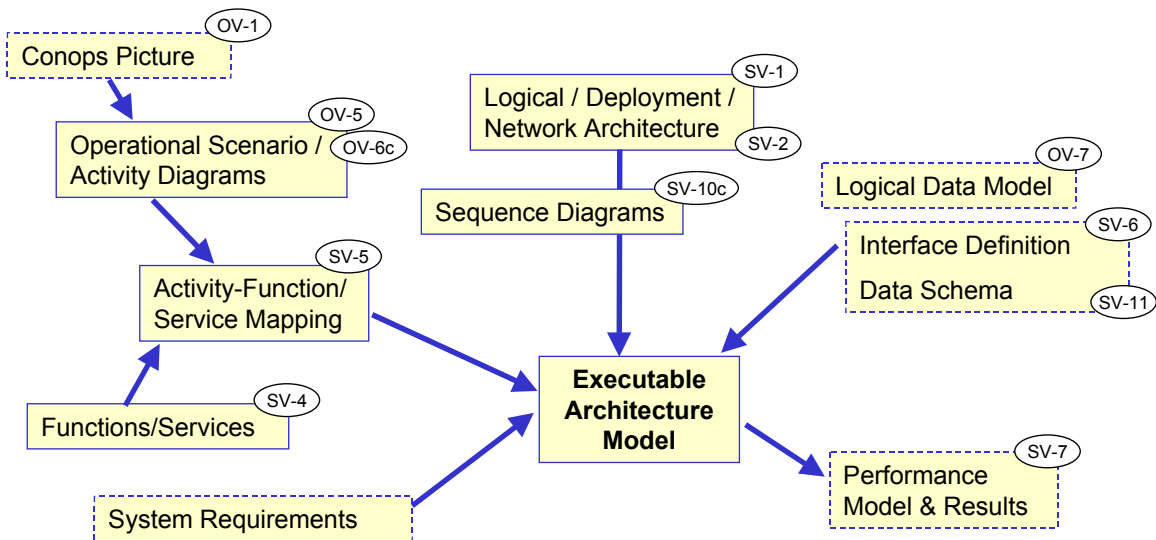 OV-1
Conops Picture
OV-5
Operational Scenario /
OV-6c
Activity Diagrams
SV-5
Activity-Function/
Service Mapping
SV-4
Functions/Services
System Requirements
SV-1
Logical / Deployment /
Network Architecture
SV-2
SV-10c
Sequence Diagrams
OV-7
Logical Data Model
SV-6
Interface Definition
Data Schema
SV-11
Executable
Architecture
Model
SV-7
Performance
Model & Results